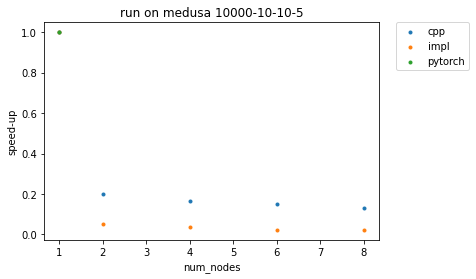 run on medusa 10000-10-10-5
cpp
impl
pytorch
speed-up
1.0
0.8
0.6
0.4
0.2
0.0
1 2 3 4 5 6 7 8
num_nodes